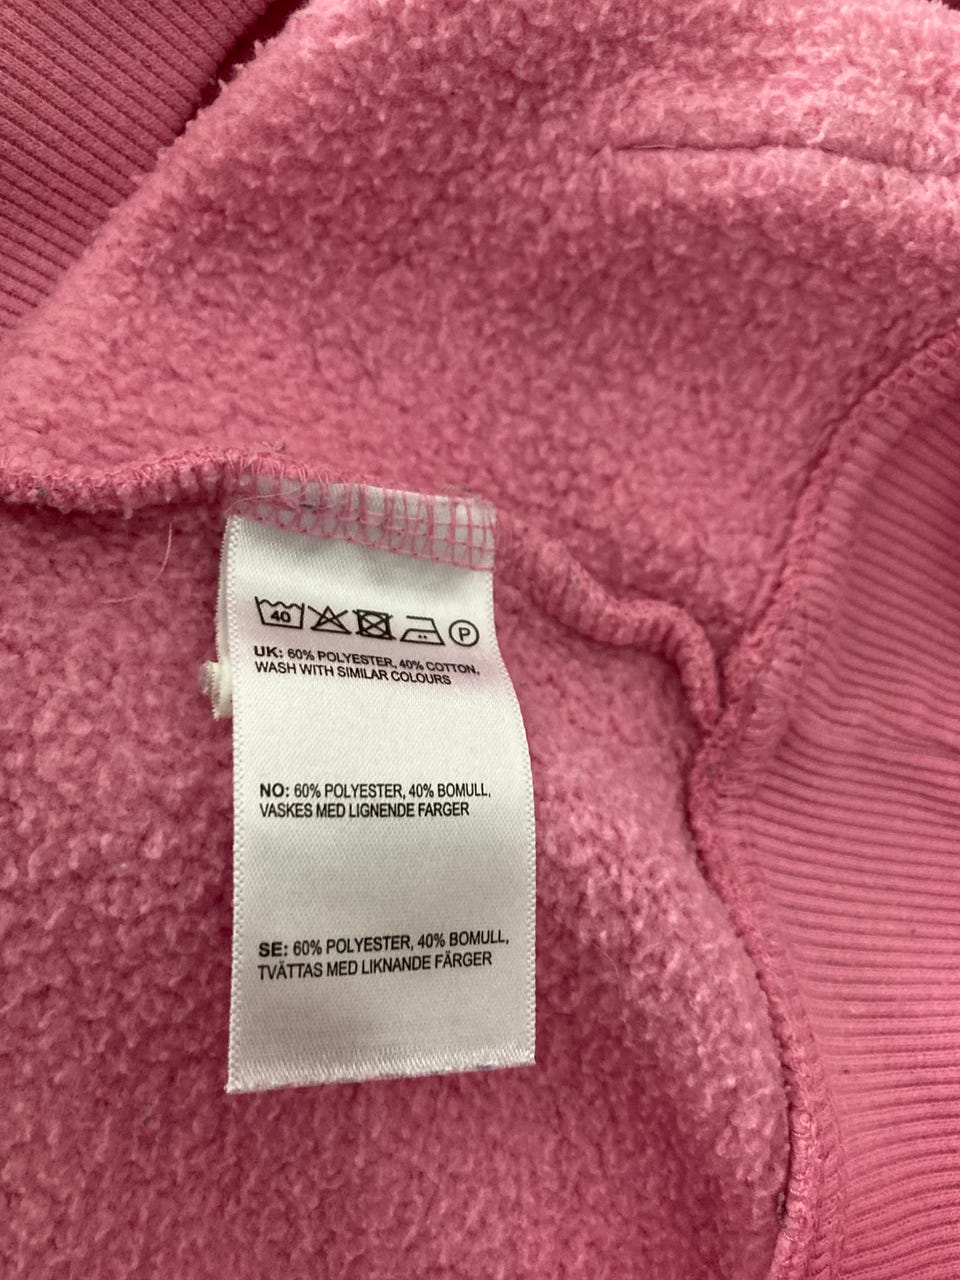 40 P
UK: 60% POLYESTER, 40% COTTON,
WASH WITH SIMILAR COLOURS
NO: 60% POLYESTER, 40% BOMULL,
VASKES MED LIGNENDE FARGER
SE: 60% POLYESTER, 40% BOMULL,
TVÄTTAS MED LIKNANDE FÄRGER